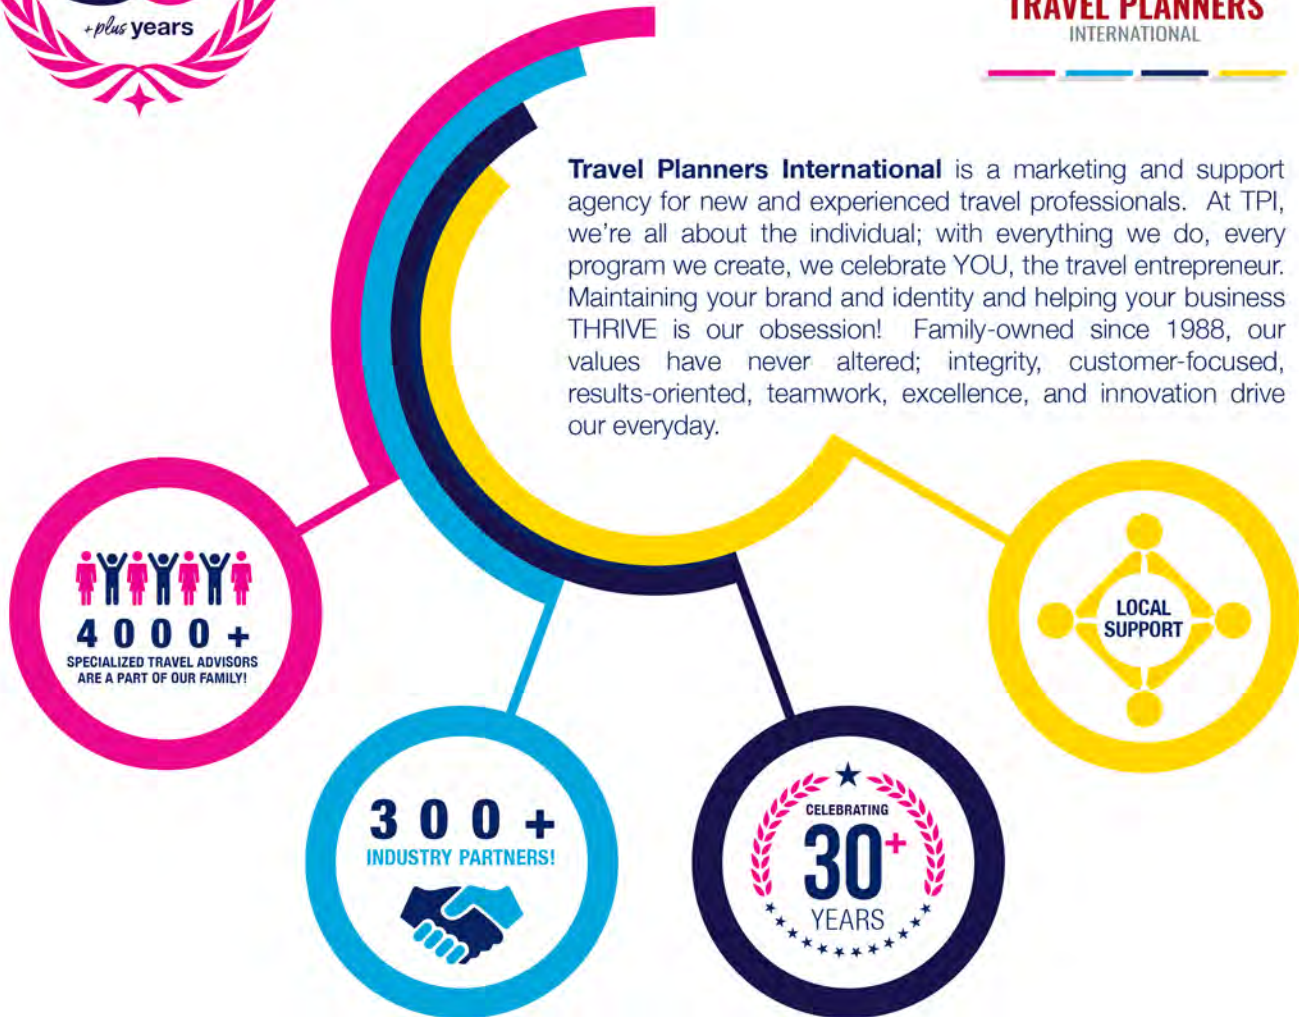 +plus years
TRAVEL PLANNERS
INTERNATIONAL
Travel Planners International is a marketing and support
agency for new and experienced travel professionals. At TPI,
we're all about the individual; with everything we do, every
program we create, we celebrate YOU, the travel entrepreneur.
Maintaining your brand and identity and helping your business
THRIVE is our obsession! Family-owned since 1988, our
values have never altered; integrity, customer-focused,
results-oriented, teamwork, excellence, and innovation drive
our everyday.
4000+
SPECIALIZED TRAVEL ADVISORS
ARE A PART OF OUR FAMILY!
300+
INDUSTRY PARTNERS!
CELEBRATING
30+
YEARS
LOCAL
SUPPORT